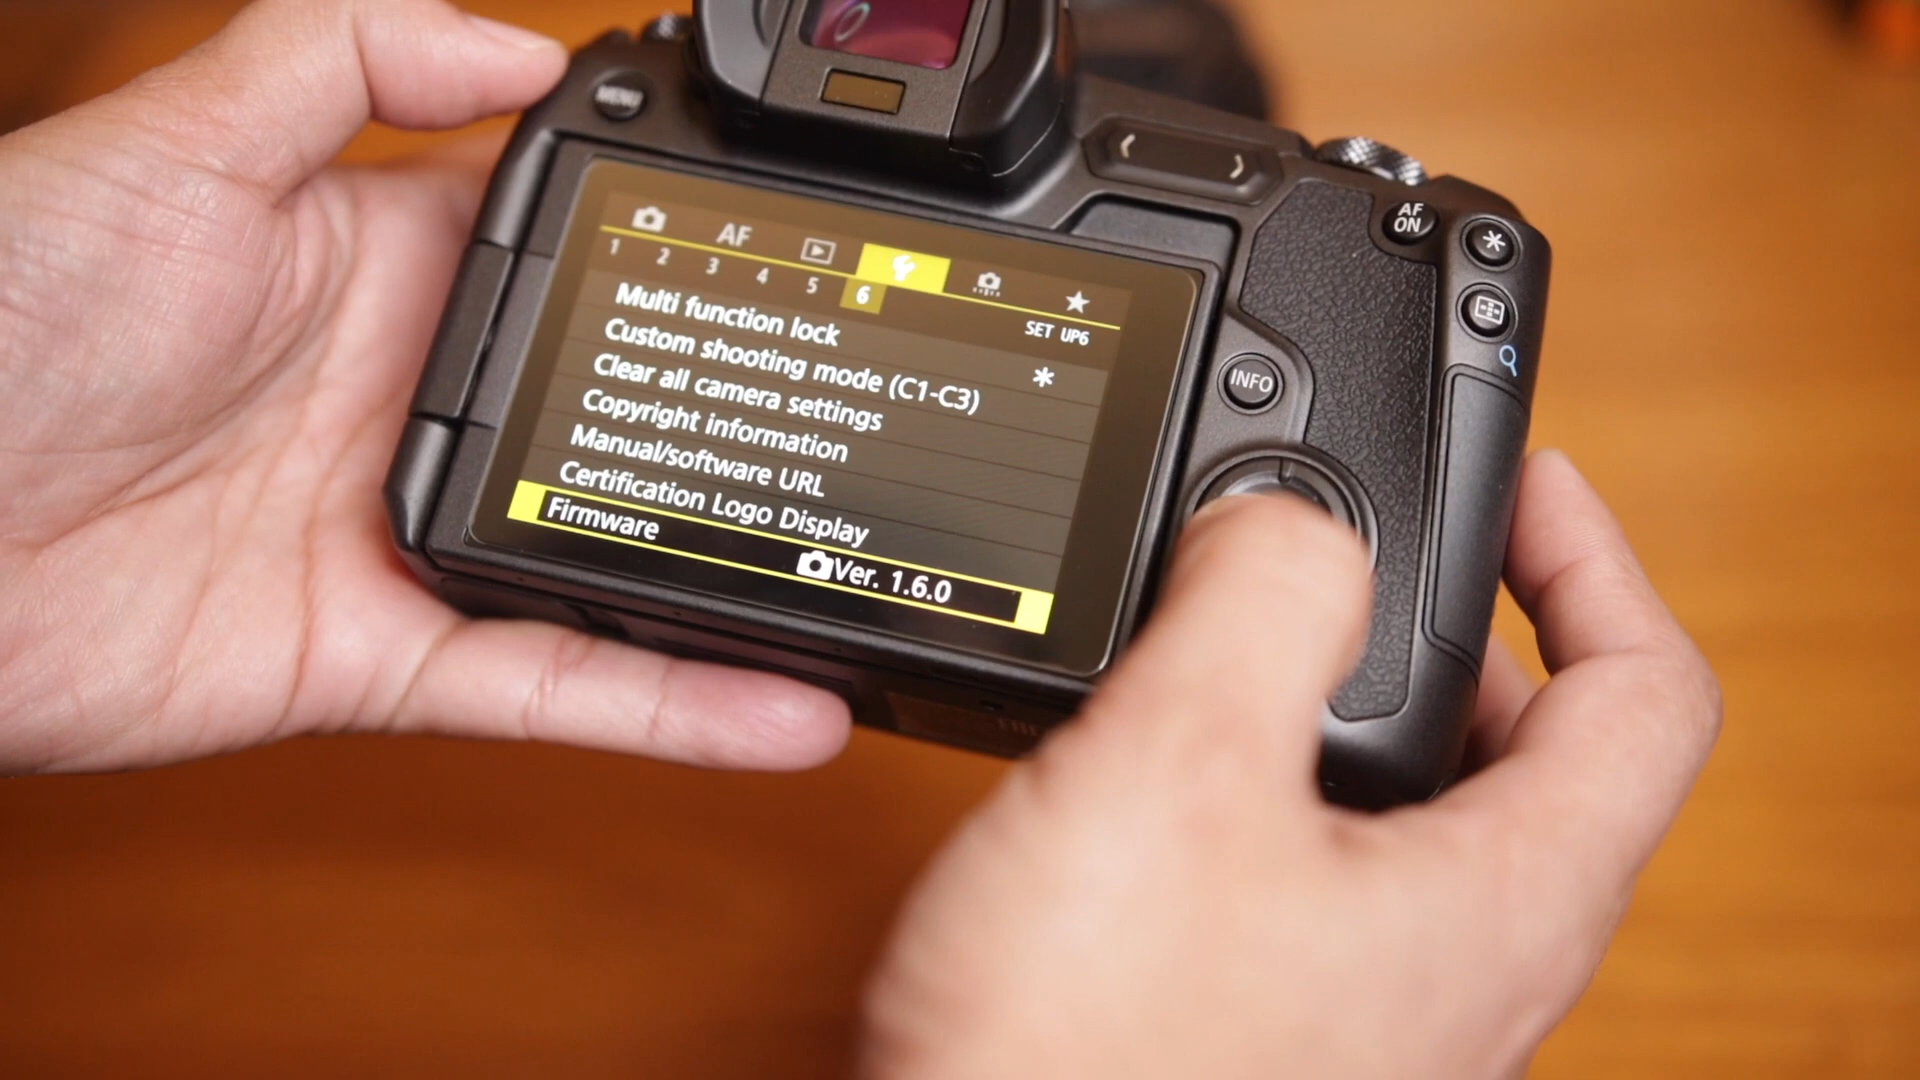 MENU
AF
1 2 3 4 5 6
SET UP6
Multi function lock
Custom shooting mode (C1-C3)
Clear all camera settings
Copyright information
Manual/software URL
Certification Logo Display
Firmware
Ver. 1.6.0
AF
ON
INFO